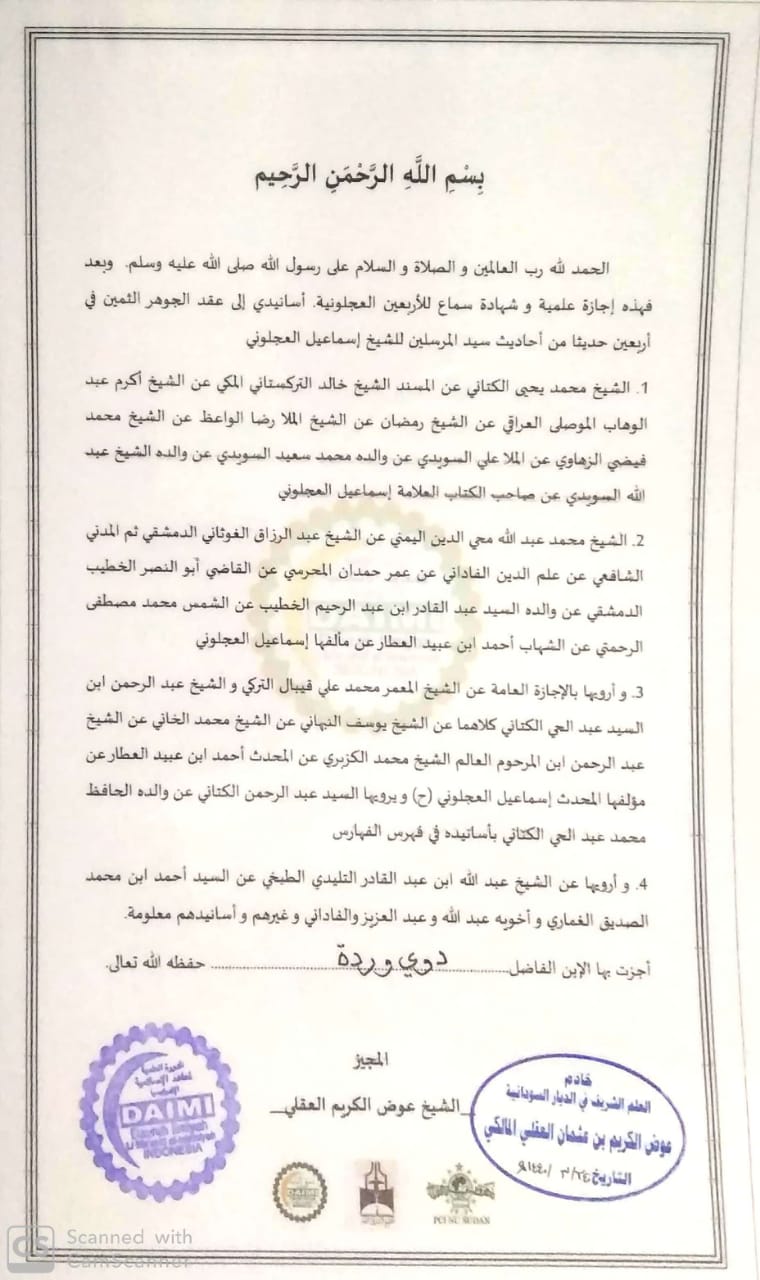 بِسْمِ اللَّهِ الرَّحْمَنِ الرَّحِيم
الحمد لله رب العالمين و الصلاة و السلام على رسول الله صلى الله عليه وسلم. وبعد
فهذه إجازة علمية و شهادة سماع للأربعين العجلونية. أسانيدي إلى عقد الجوهر الثمين في
أربعين حديثا من أحاديث سيد المرسلين للشيخ إسماعيل العجلوني
1. الشيخ محمد يحيى الكتاني عن المسند الشيخ خالد التركستاني المكي عن الشيخ أكرم عبد
الوهاب الموصلى العراقي عن الشيخ رمضان عن الشيخ الملا رضا الواعظ عن الشيخ محمد
فيضي الزهاوي عن الملا علي السويدي عن والده محمد سعيد السويدي عن والده الشيخ عبد
الله السويدي عن صاحب الكتاب العلامة إسماعيل العجلوني
2. الشيخ محمد عبد الله محي الدين اليمني عن الشيخ عبد الرزاق الغوثاني الدمشقي ثم المدني
الشافعي عن علم الدين الفاداني عن عمر حمدان المحرسي عن القاضي أبو النصر الخطيب
الدمشقي عن والده السيد عبد القادر ابن عبد الرحيم الخطيب عن الشمس محمد مصطفى
الرحمتي عن الشهاب أحمد ابن عبيد العطار عن مألفها إسماعيل العجلوني
3. و أرويها بالإجازة العامة عن الشيخ المعمر محمد علي قيبال التركي و الشيخ عبد الرحمن ابن
السيد عبد الحي الكتاني كلاهما عن الشيخ يوسف النبهاني عن الشيخ محمد الخاني عن الشيخ
عبد الرحمن ابن المرحوم العالم الشيخ محمد الكزبري عن المحدث أحمد ابن عبيد العطار عن
مؤلفها المحدث إسماعيل العجلوني (ح) و يرويها السيد عبد الرحمن الكتاني عن والده الحافظ
محمد عبد الحي الكتاني بأسانيده في فهرس الفهارس
4. و أرويها عن الشيخ عبد الله ابن عبد القادر التليدي الطبخي عن السيد أحمد ابن محمد
الصديق الغماري و أخويه عبد الله و عبد العزيز والفاداني و غيرهم و أسانيدهم معلومة.
أجزت بها الإبن الفاضل دوي وردة حفظه الله تعالى.
المجيز
الشيخ عوض الكريم العقلي
خادم
العلم الشريف في الديار السودانية
عوض الكريم بن عثمان العقلي المالكي
التاريخ ٢٤/ ٣/ ١٤٤٠ه
DAIMI
INDONESIA
DAIMI
PCI NU SUDAN
CS Scanned with
CamScanner